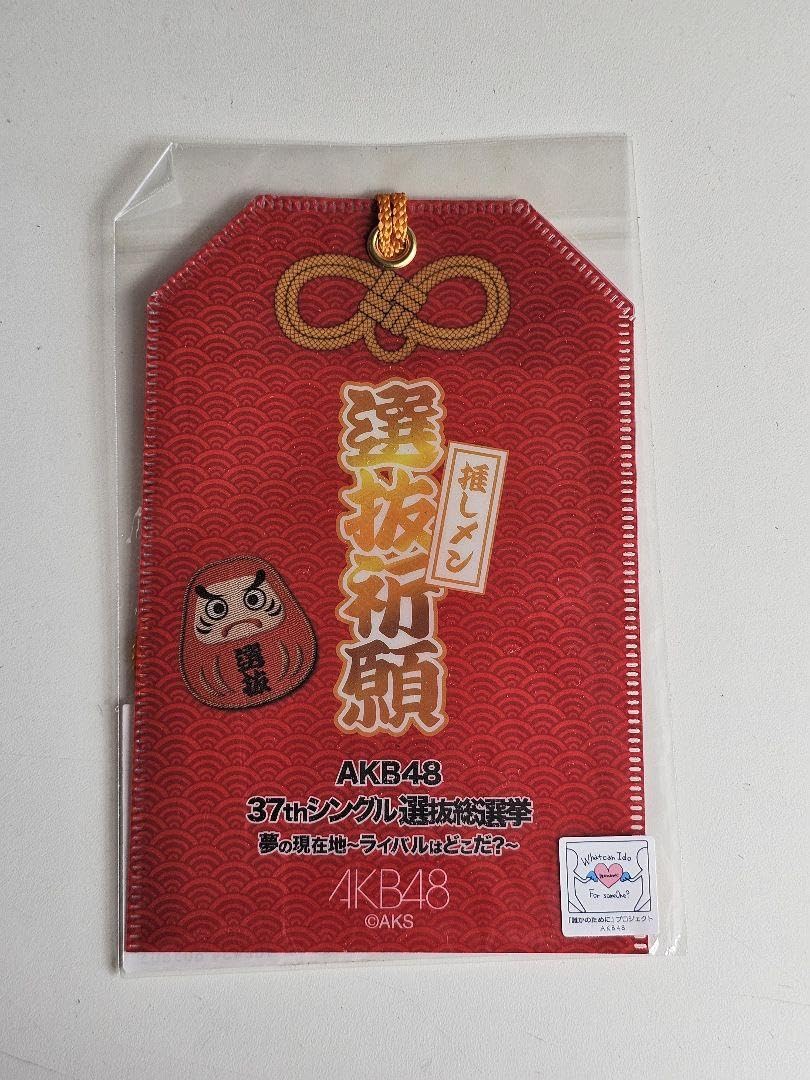 選抜祈願
推しメン
選抜
AKB48
37thシングル選抜総選挙
夢の現在地~ライバルはどこだ?~
AKB48
©AKS
What can I do
For someone?
「誰かのために」プロジェクト
AKB48